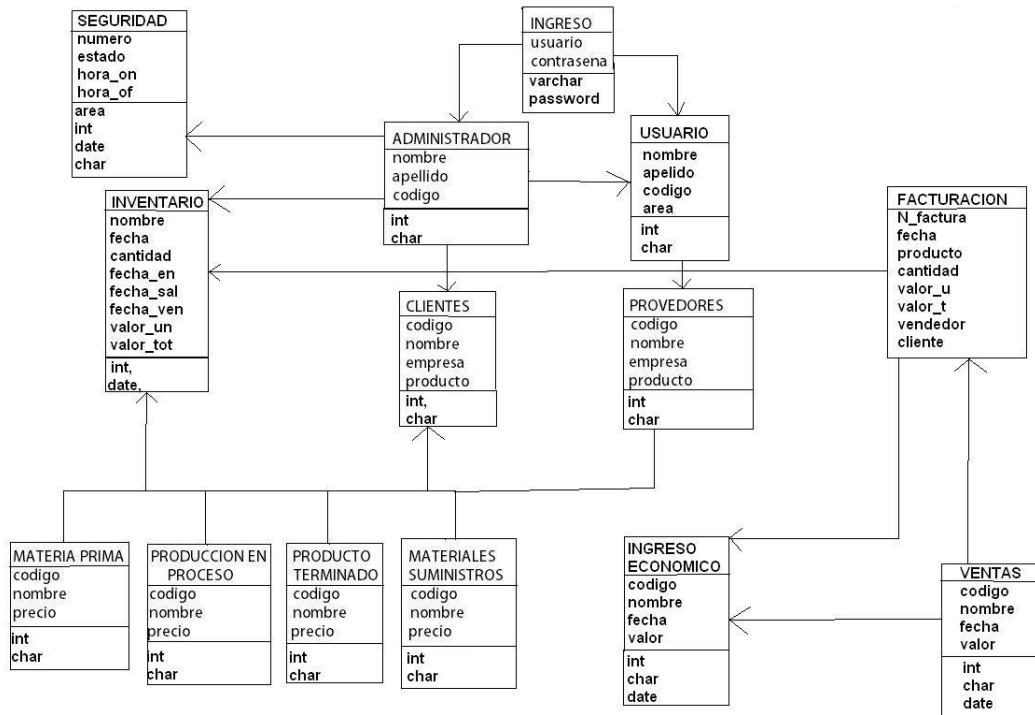 SEGURIDAD
numero
estado
hora_on
hora_of
area
int
date
char
INGRESO
usuario
contrasena
varchar
password
ADMINISTRADOR
nombre
apellido
codigo
int
char
USUARIO
nombre
apelido
codigo
area
int
char
INVENTARIO
nombre
fecha
cantidad
fecha_en
fecha_sal
fecha_ven
valor_un
valor_tot
int,
date,
CLIENTES
codigo
nombre
empresa
producto
int,
char
PROVEDORES
codigo
nombre
empresa
producto
int
char
FACTURACION
N_factura
fecha
producto
cantidad
valor_u
valor_t
vendedor
cliente
MATERIA PRIMA
codigo
nombre
precio
int
char
PRODUCCION EN
PROCESO
codigo
nombre
precio
int
char
PRODUCTO
TERMINADO
codigo
nombre
precio
int
char
MATERIALES
SUMINISTROS
codigo
nombre
precio
int
char
INGRESO
ECONOMICO
codigo
nombre
fecha
valor
int
char
date
VENTAS
codigo
nombre
fecha
valor
int
char
date